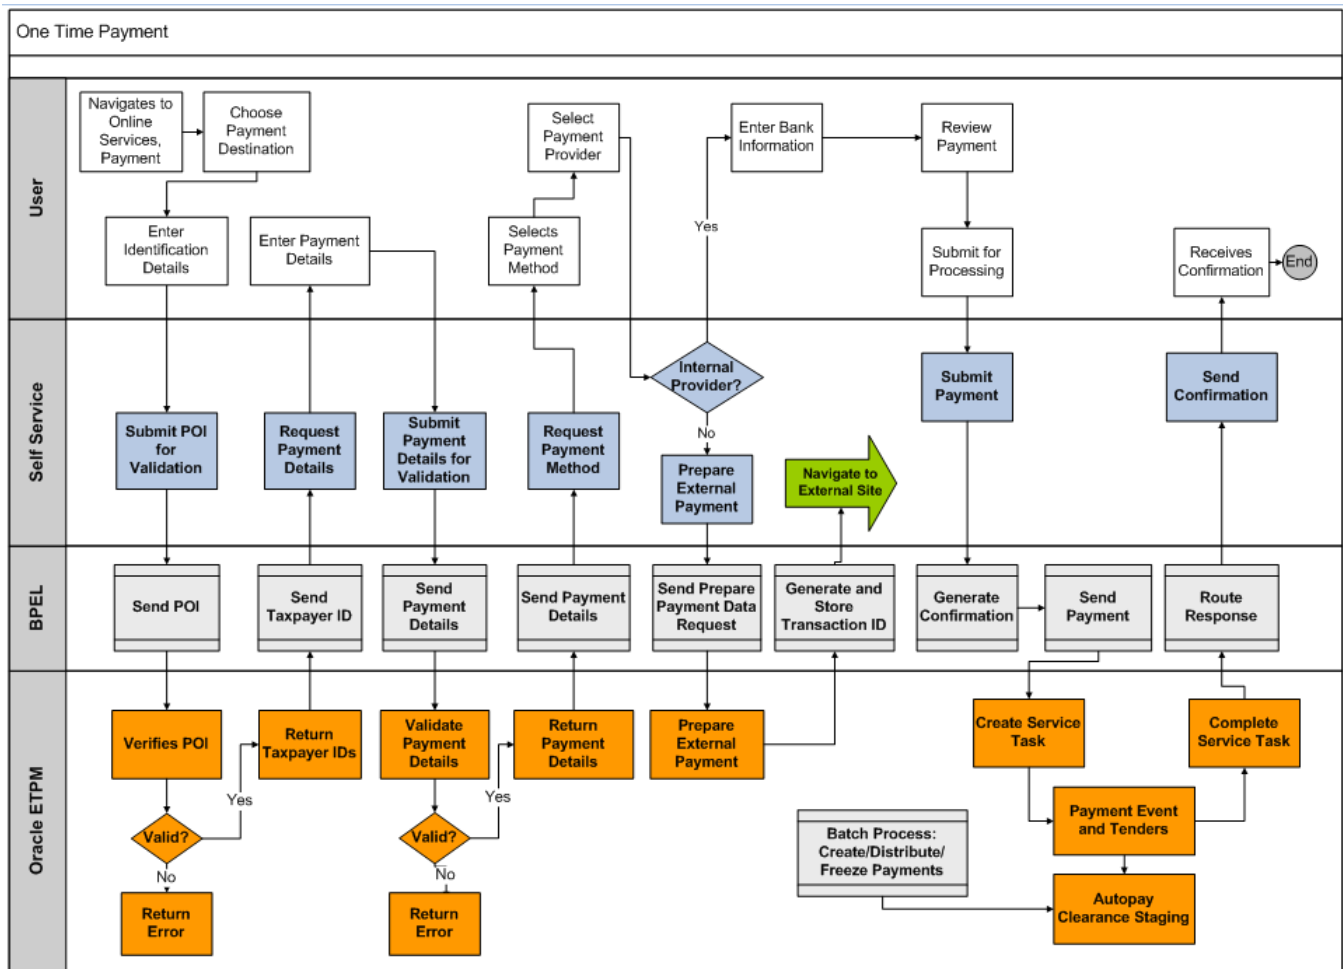 One Time Payment
User
Navigates to
Online
Services,
Payment
Choose
Payment
Destination
Enter
Identification
Details
Enter Payment
Details
Select
Payment
Provider
Selects
Payment
Method
Enter Bank
Information
Review
Payment
Yes
Submit for
Processing
Receives
Confirmation
End
Self Service
Submit POI
for
Validation
Request
Payment
Details
Submit
Payment
Details for
Validation
Request
Payment
Method
Internal
Provider?
No
Prepare
External
Payment
Navigate to
External Site
Submit
Payment
Send
Confirmation
BPEL
Send POI
Send
Taxpayer ID
Send
Payment
Details
Send Payment
Details
Send Prepare
Payment Data
Request
Generate and
Store
Transaction ID
Generate
Confirmation
Send
Payment
Route
Response
Oracle ETPM
Verifies POI
Return
Taxpayer IDs
Yes
Valid?
No
Return
Error
Validate
Payment
Details
Return
Payment
Details
Yes
Valid?
No
Return
Error
Prepare
External
Payment
Create Service
Task
Complete
Service Task
Payment Event
and Tenders
Batch Process:
Create/Distribute/
Freeze Payments
Autopay
Clearance Staging